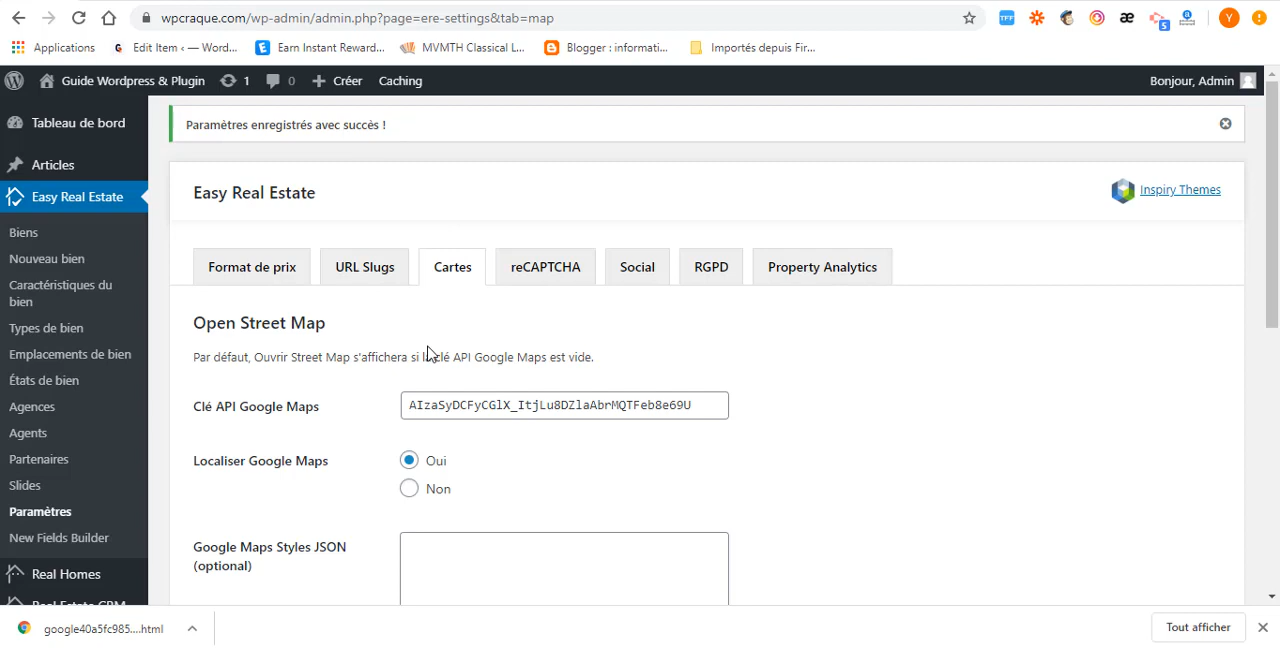 wpcraque.com/wp-admin/admin.php?page=ere-settings&tab=map
Applications
Edit Item ‹ — Word...
Earn Instant Reward...
MVMTH Classical L...
Blogger : informati...
Importés depuis Fir...
Guide Wordpress & Plugin
1
0
Créer
Caching
Bonjour, Admin
Tableau de bord
Articles
Easy Real Estate
Biens
Nouveau bien
Caractéristiques du
bien
Types de bien
Emplacements de bien
États de bien
Agences
Agents
Partenaires
Slides
Paramètres
New Fields Builder
Real Homes
Real Estate CRM
Paramètres enregistrés avec succès !
Easy Real Estate
Inspiry Themes
Format de prix
URL Slugs
Cartes
reCAPTCHA
Social
RGPD
Property Analytics
Open Street Map
Par défaut, Ouvrir Street Map s'affichera si clé API Google Maps est vide.
Clé API Google Maps
AIzaSyDCFyCGlX_ItjLu8DZlaAbrMQTFeb8e69U
Localiser Google Maps
Oui
Non
Google Maps Styles JSON
(optional)
google40a5fc985....html
Tout afficher